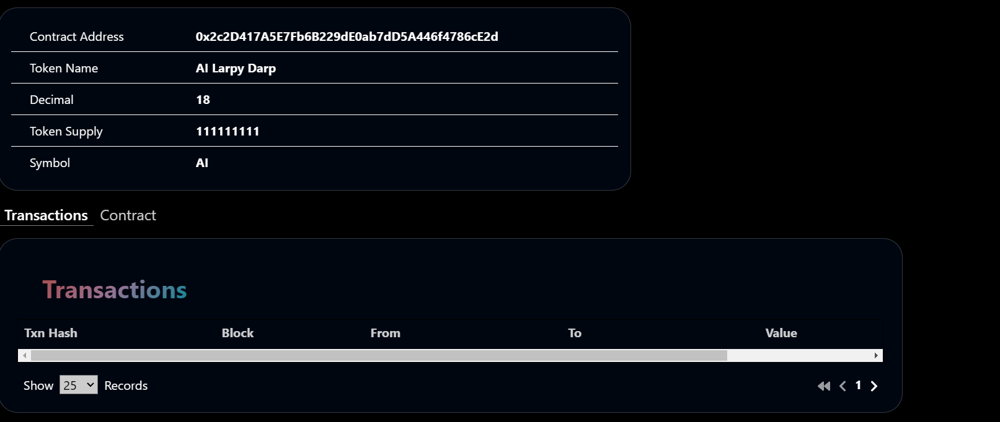 Contract Address 0x2c2D417A5E7Fb6B229dE0ab7dD5A446f4786cE2d
Token Name AI Larpy Darp
Decimal 18
Token Supply 111111111
Symbol AI
Transactions Contract
Transactions
Txn Hash Block From To Value
Show 25 Records 1